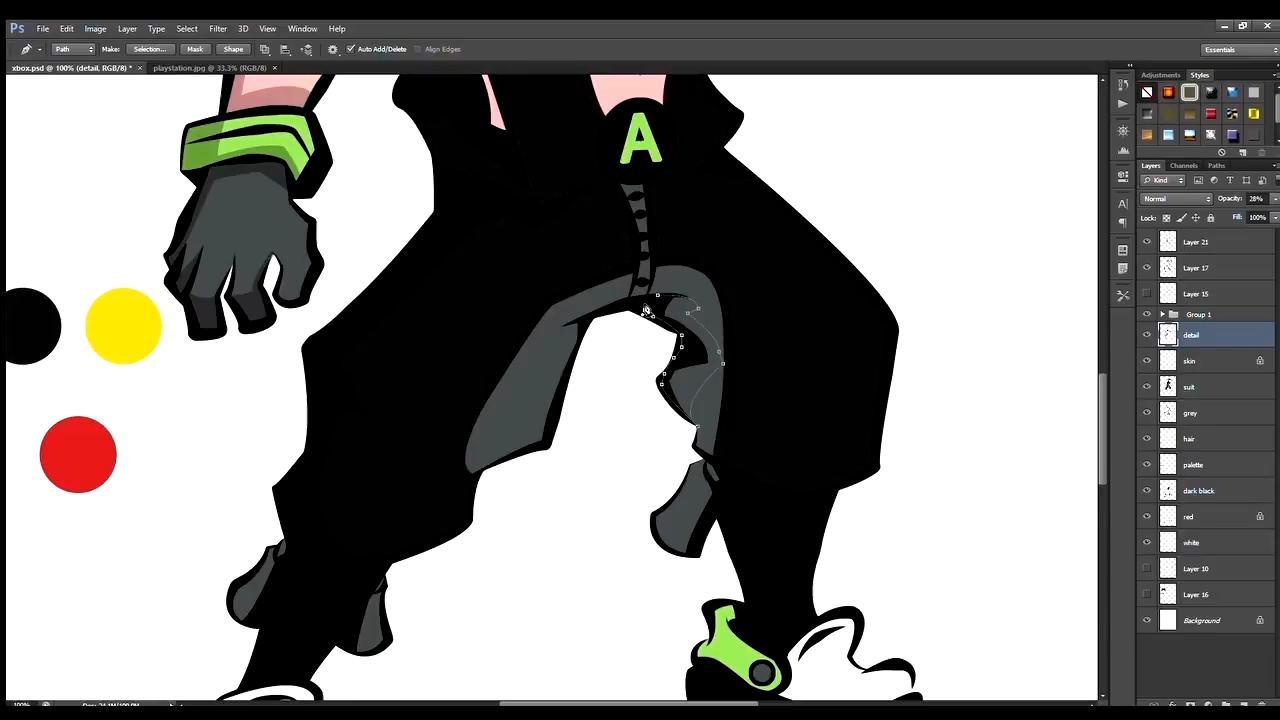 Ps File Edit Image Layer Type Select Filter 3D View Window Help
Path Make: Selection... Mask Shape Auto Add/Delete Align Edges Essentials
xbox.psd @ 100% (detail, RGB/8) * × playstation.jpg @ 33.3% (RGB/8) ×
Adjustments Styles
A
Layers Channels Paths
Kind
Normal Opacity: 28%
Lock: Fill: 100%
Layer 21
Layer 17
Layer 15
Group 1
detail
skin
suit
grey
hair
palette
dark black
red
white
Layer 10
Layer 16
Background